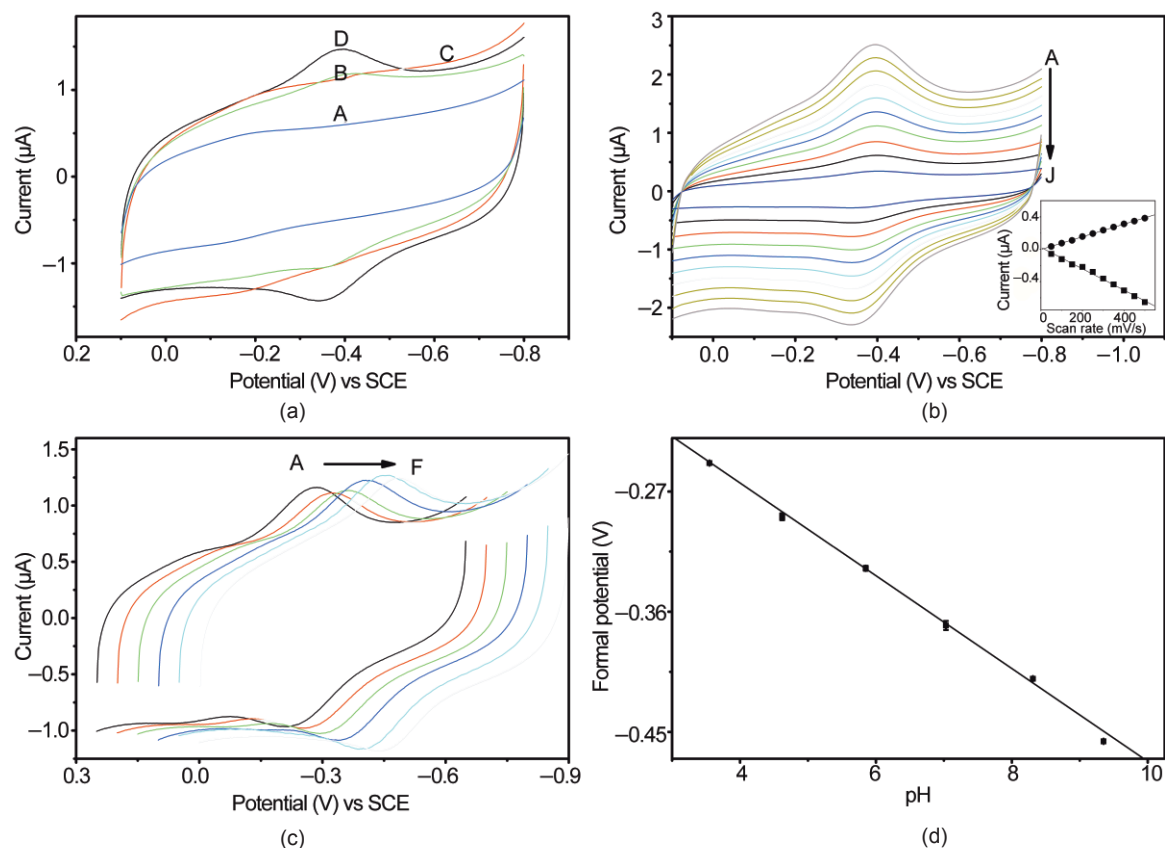 D
C
B
A
1
0
–1
0.2
0.0
–0.2
–0.4
–0.6
–0.8
Current (µA)
Potential (V) vs SCE
(a)
A
J
3
2
1
0
–1
–2
0.0
–0.2
–0.4
–0.6
–0.8
–1.0
Current (µA)
Potential (V) vs SCE
0.4
0.0
–0.4
0
200
400
Current (µA)
Scan rate (mV/s)
(b)
A
F
1.5
1.0
0.5
0.0
–0.5
–1.0
0.3
0.0
–0.3
–0.6
–0.9
Current (µA)
Potential (V) vs SCE
(c)
–0.27
–0.36
–0.45
4
6
8
10
Formal potential (V)
pH
(d)